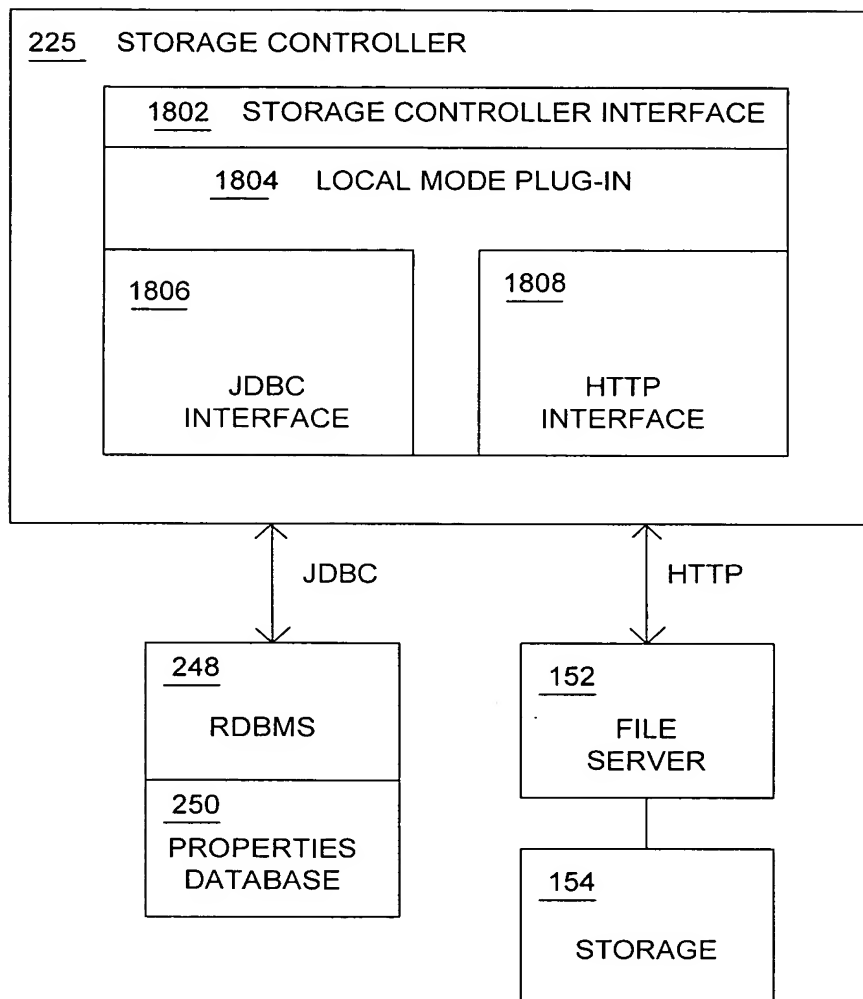 225 STORAGE CONTROLLER
1802 STORAGE CONTROLLER INTERFACE
1804 LOCAL MODE PLUG-IN
1806
JDBC
INTERFACE
1808
HTTP
INTERFACE
JDBC
HTTP
248
RDBMS
250
PROPERTIES
DATABASE
152
FILE
SERVER
154
STORAGE